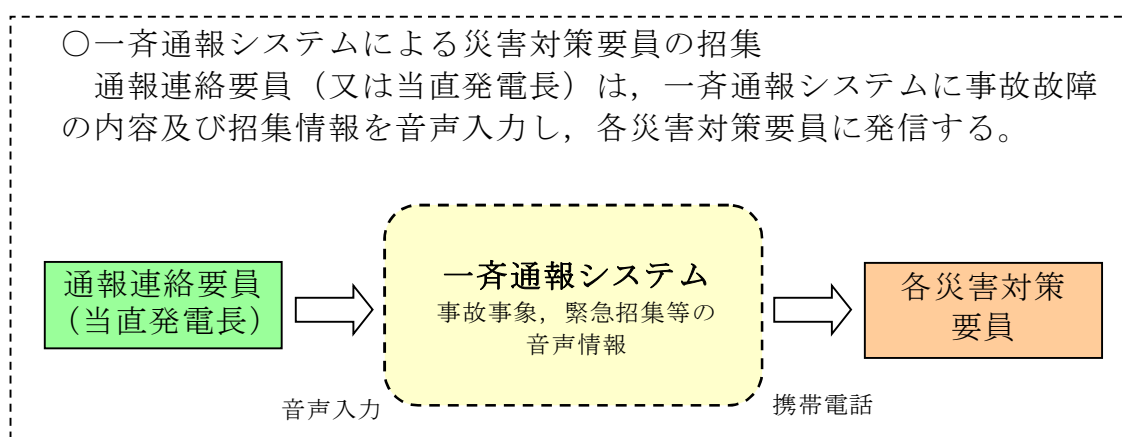 ○一斉通報システムによる災害対策要員の招集
通報連絡要員（又は当直発電長）は，一斉通報システムに事故故障
の内容及び招集情報を音声入力し，各災害対策要員に発信する。
通報連絡要員
（当直発電長）
音声入力
一斉通報システム
事故事象，緊急招集等の
音声情報
携帯電話
各災害対策
要員